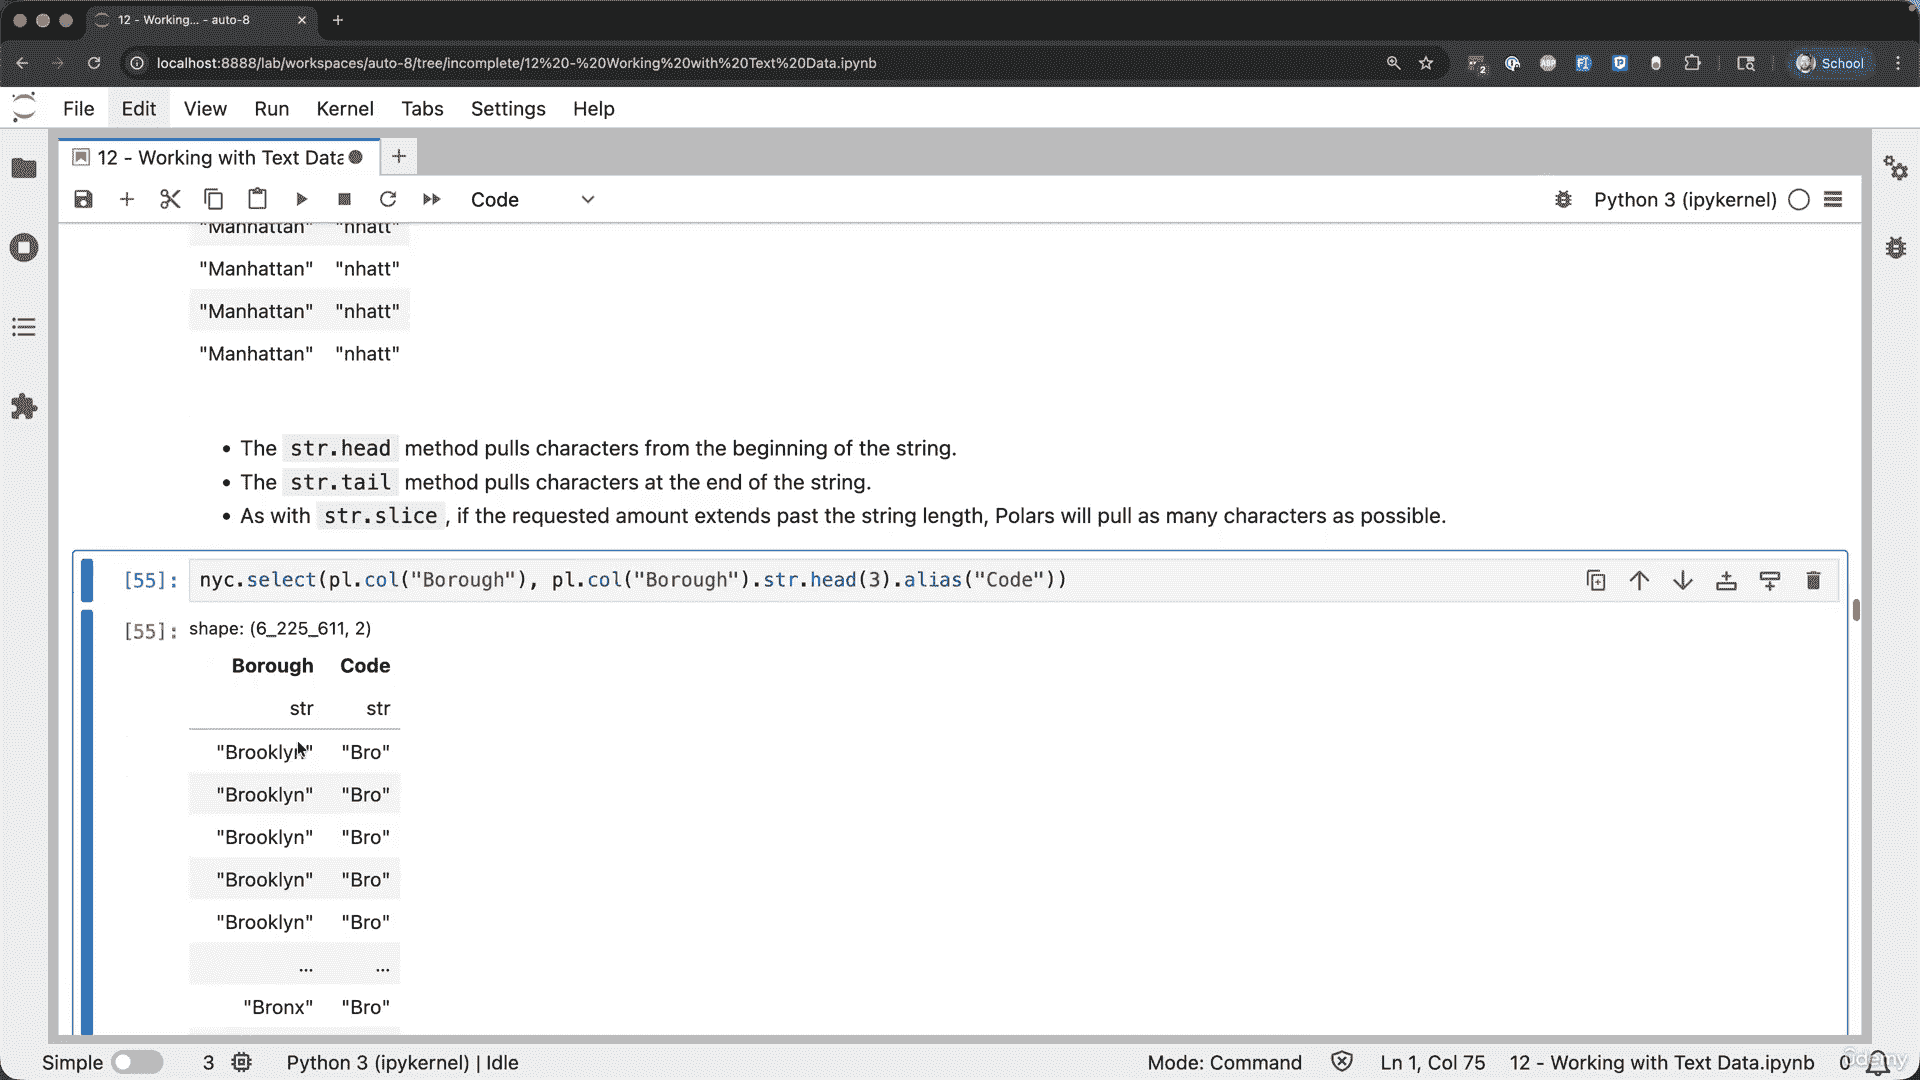 12 - Working... - auto-8
localhost:8888/lab/workspaces/auto-8/tree/incomplete/12%20-%20Working%20with%20Text%20Data.ipynb
2
ABP
School
File Edit View Run Kernel Tabs Settings Help
12 - Working with Text Data
Code
Python 3 (ipykernel)
"Manhattan" "nhatt"
"Manhattan" "nhatt"
"Manhattan" "nhatt"
"Manhattan" "nhatt"
• The str.head method pulls characters from the beginning of the string.
• The str.tail method pulls characters at the end of the string.
• As with str.slice, if the requested amount extends past the string length, Polars will pull as many characters as possible.
[55]: nyc.select(pl.col("Borough"), pl.col("Borough").str.head(3).alias("Code"))
[55]: shape: (6_225_611, 2)
Borough Code
str str
"Brooklyn" "Bro"
"Brooklyn" "Bro"
"Brooklyn" "Bro"
"Brooklyn" "Bro"
"Brooklyn" "Bro"
... ...
"Bronx" "Bro"
Simple 3 Python 3 (ipykernel) | Idle Mode: Command Ln 1, Col 75 12 - Working with Text Data.ipynb 0
udemy